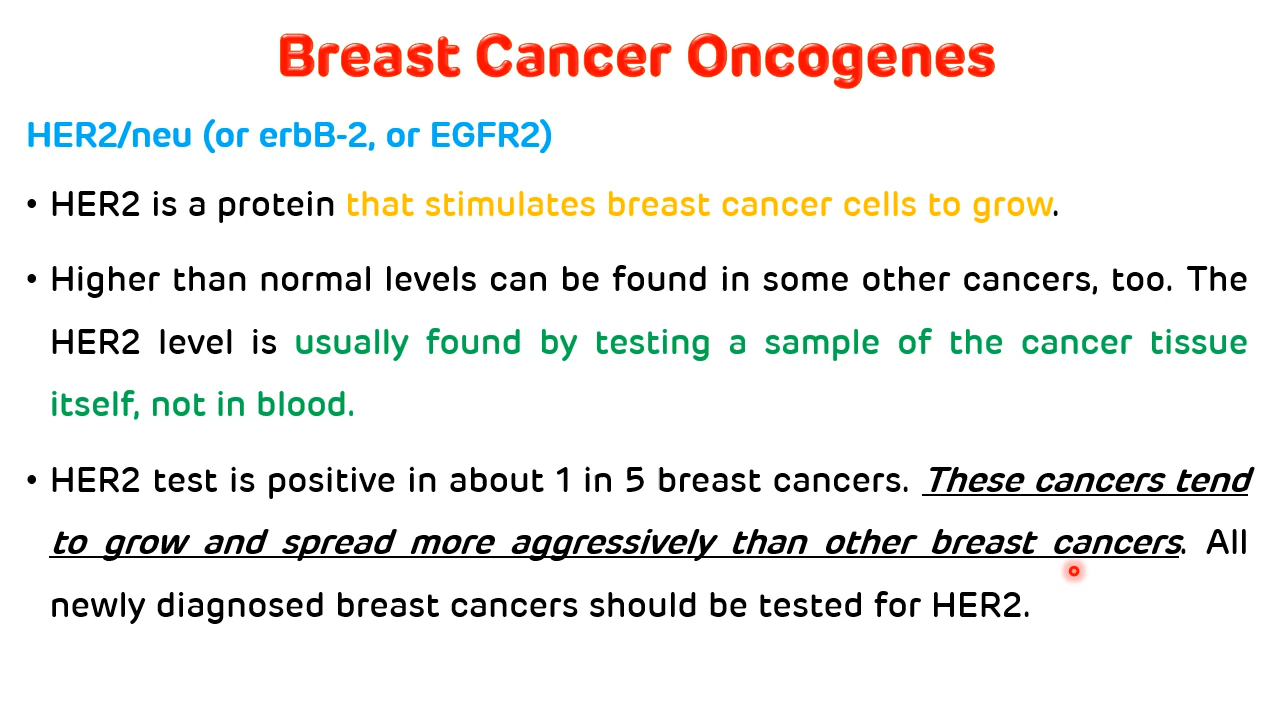 Breast Cancer Oncogenes
HER2/neu (or erbB-2, or EGFR2)
• HER2 is a protein that stimulates breast cancer cells to grow.
• Higher than normal levels can be found in some other cancers, too. The
HER2 level is usually found by testing a sample of the cancer tissue
itself, not in blood.
• HER2 test is positive in about 1 in 5 breast cancers. These cancers tend
to grow and spread more aggressively than other breast cancers. All
newly diagnosed breast cancers should be tested for HER2.